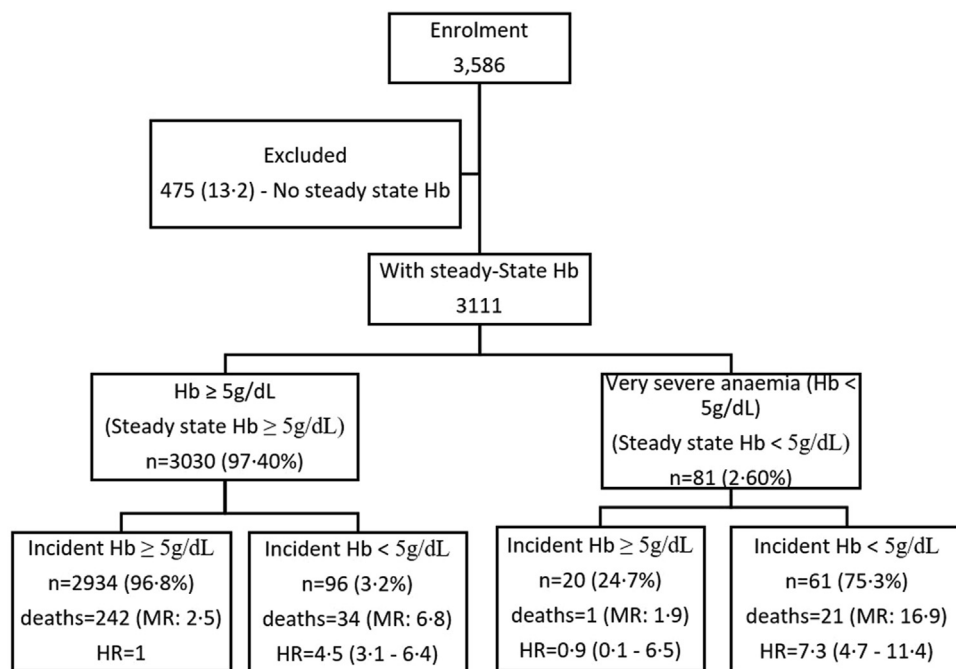 Enrolment
3,586
Excluded
475 (13·2) - No steady state Hb
With steady-State Hb
3111
Hb ≥ 5g/dL
(Steady state Hb ≥ 5g/dL)
n=3030 (97·40%)
Very severe anaemia (Hb <
5g/dL)
(Steady state Hb < 5g/dL)
n=81 (2·60%)
Incident Hb ≥ 5g/dL
n=2934 (96·8%)
deaths=242 (MR: 2·5)
HR=1
Incident Hb < 5g/dL
n=96 (3·2%)
deaths=34 (MR: 6·8)
HR=4·5 (3·1 - 6·4)
Incident Hb ≥ 5g/dL
n=20 (24·7%)
deaths=1 (MR: 1·9)
HR=0·9 (0·1 - 6·5)
Incident Hb < 5g/dL
n=61 (75·3%)
deaths=21 (MR: 16·9)
HR=7·3 (4·7 - 11·4)